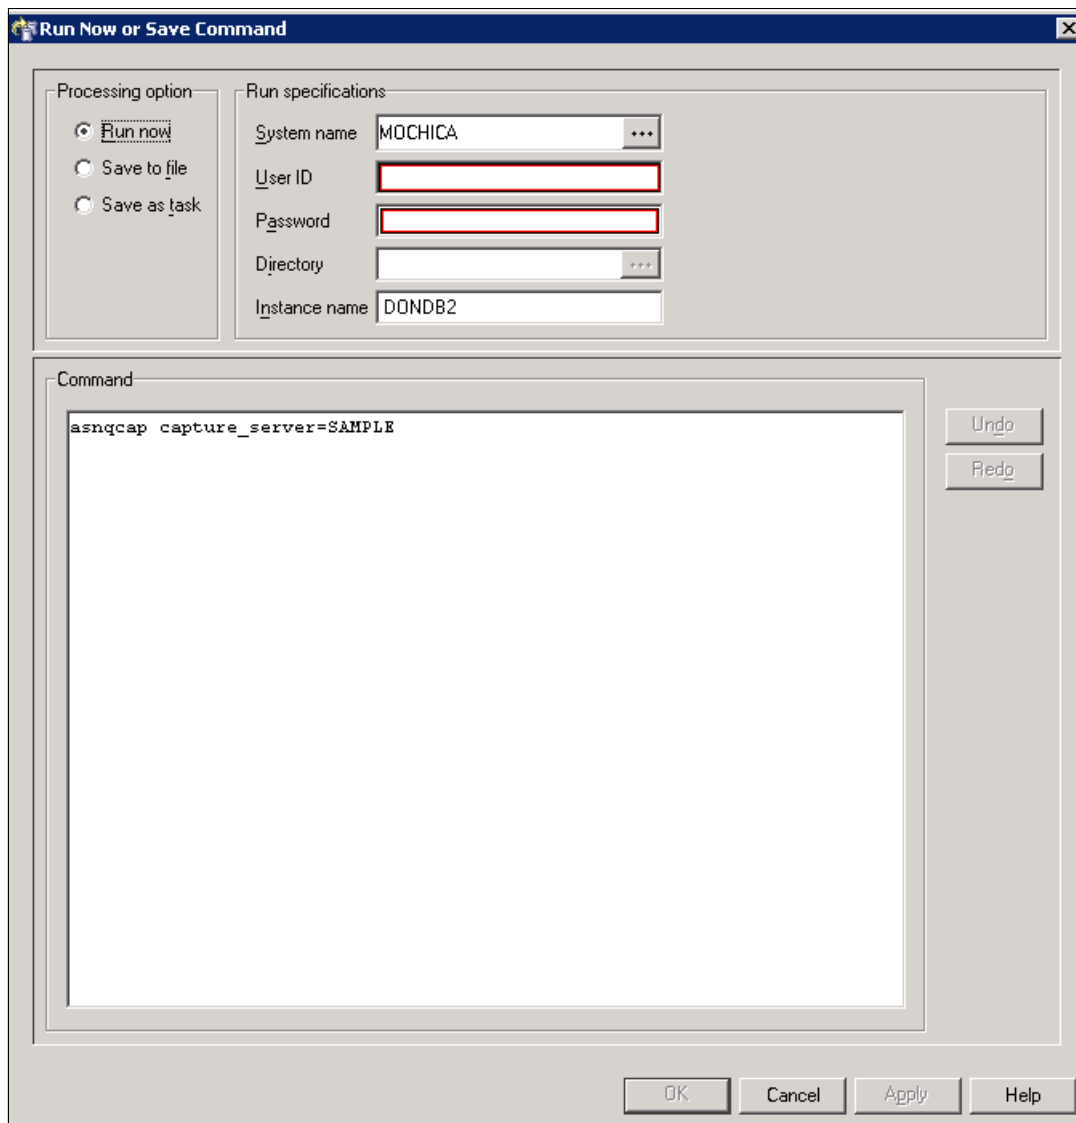 Run Now or Save Command
Processing option
Run now
Save to file
Save as task
Run specifications
System name MOCHICA ...
User ID
Password
Directory ...
Instance name DONDB2
Command
asnqcap capture_server=SAMPLE
Undo
Redo
OK Cancel Apply Help